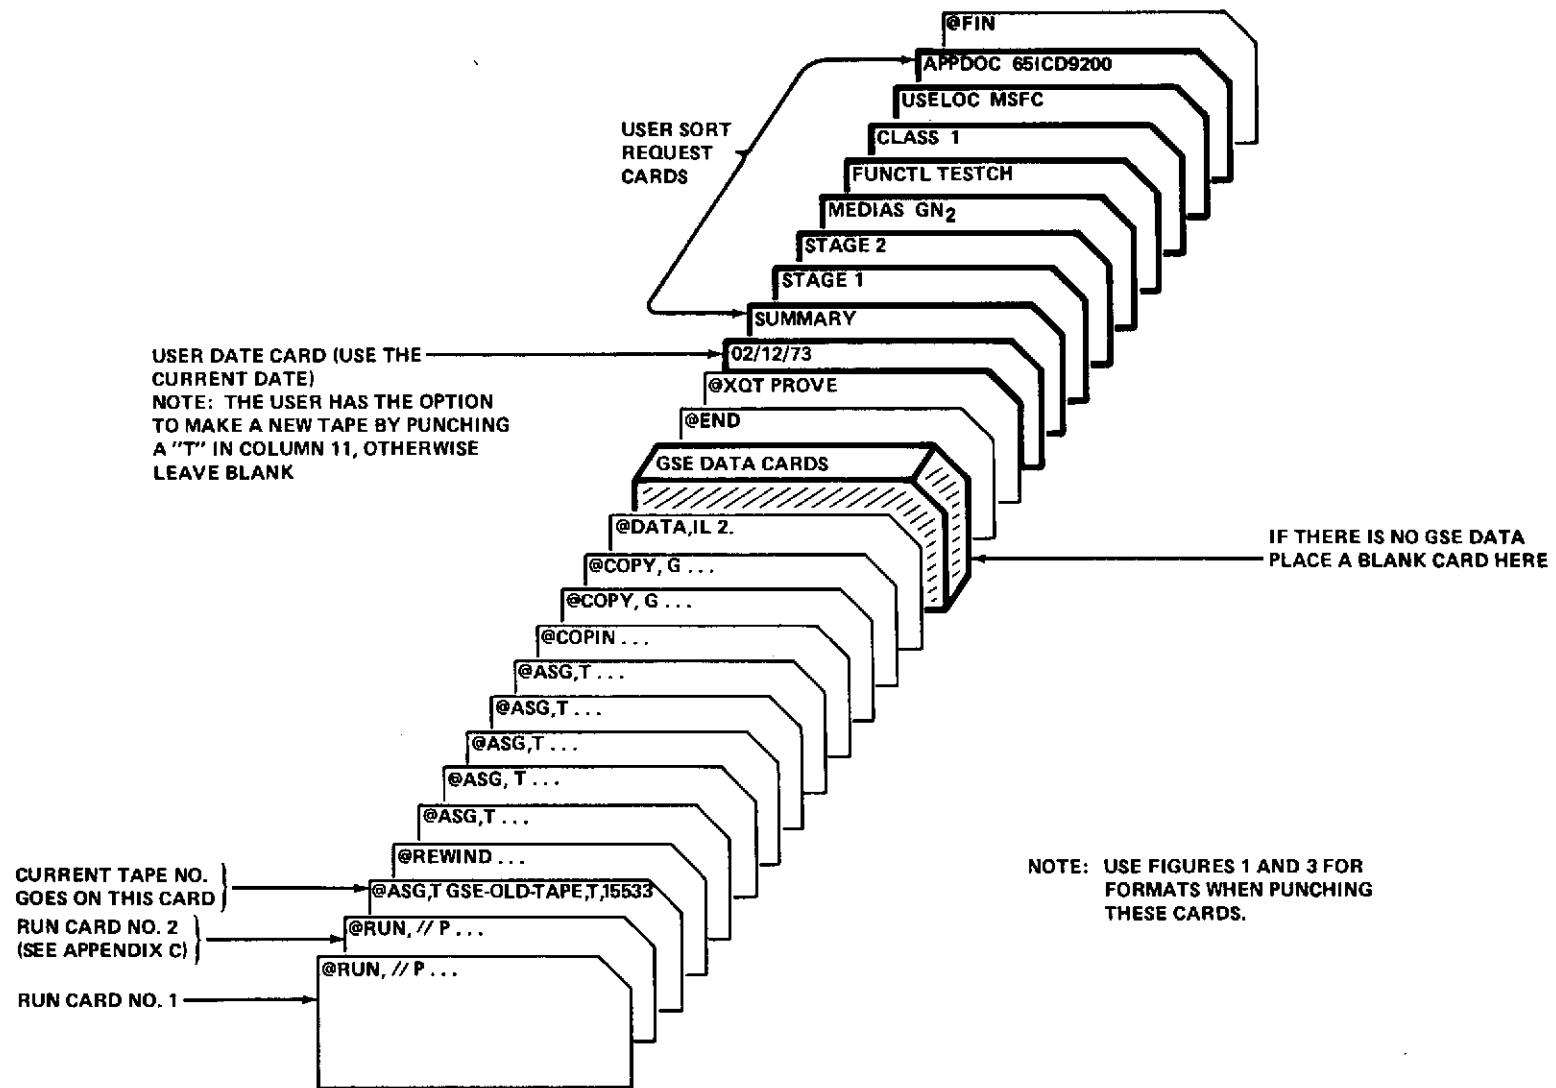 @FIN
APPDOC 65ICD9200
USELOC MSFC
CLASS 1
FUNCTL TESTCH
MEDIAS GN2
STAGE 2
STAGE 1
SUMMARY
USER SORT
REQUEST
CARDS
02/12/73
USER DATE CARD (USE THE
CURRENT DATE)
NOTE: THE USER HAS THE OPTION
TO MAKE A NEW TAPE BY PUNCHING
A "T" IN COLUMN 11, OTHERWISE
LEAVE BLANK
@XQT PROVE
@END
GSE DATA CARDS
IF THERE IS NO GSE DATA
PLACE A BLANK CARD HERE
@DATA,IL 2.
@COPY, G ...
@COPY, G ...
@COPIN ...
@ASG,T ...
@ASG,T ...
@ASG,T ...
@ASG, T ...
@ASG,T ...
@REWIND ...
@ASG,T GSE-OLD-TAPE,T,15533
CURRENT TAPE NO.
GOES ON THIS CARD
@RUN, // P ...
RUN CARD NO. 2
(SEE APPENDIX C)
@RUN, // P ...
RUN CARD NO. 1
NOTE: USE FIGURES 1 AND 3 FOR
FORMATS WHEN PUNCHING
THESE CARDS.